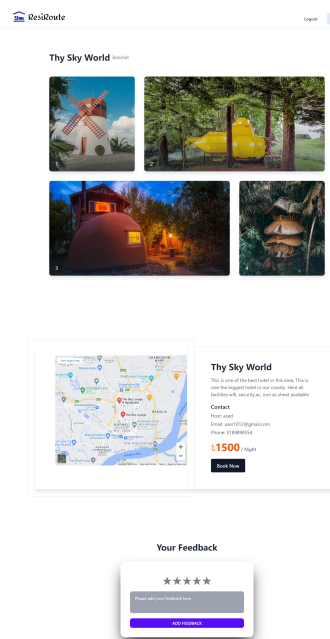 ResiRoute
Logout
Thy Sky World Barishal
2
3
4
Thy Sky World
This is one of the best hotel in this area. This is
one the biggest hotel in our county. Here all
facilities wifi, security,ac, non ac sheet available
Contact
Host: azad
Email: user1012@gmail.com
Phone: 0189898654
৳1500 / Night
Book Now
Your Feedback
Please add your feedback here
ADD FEEDBACK